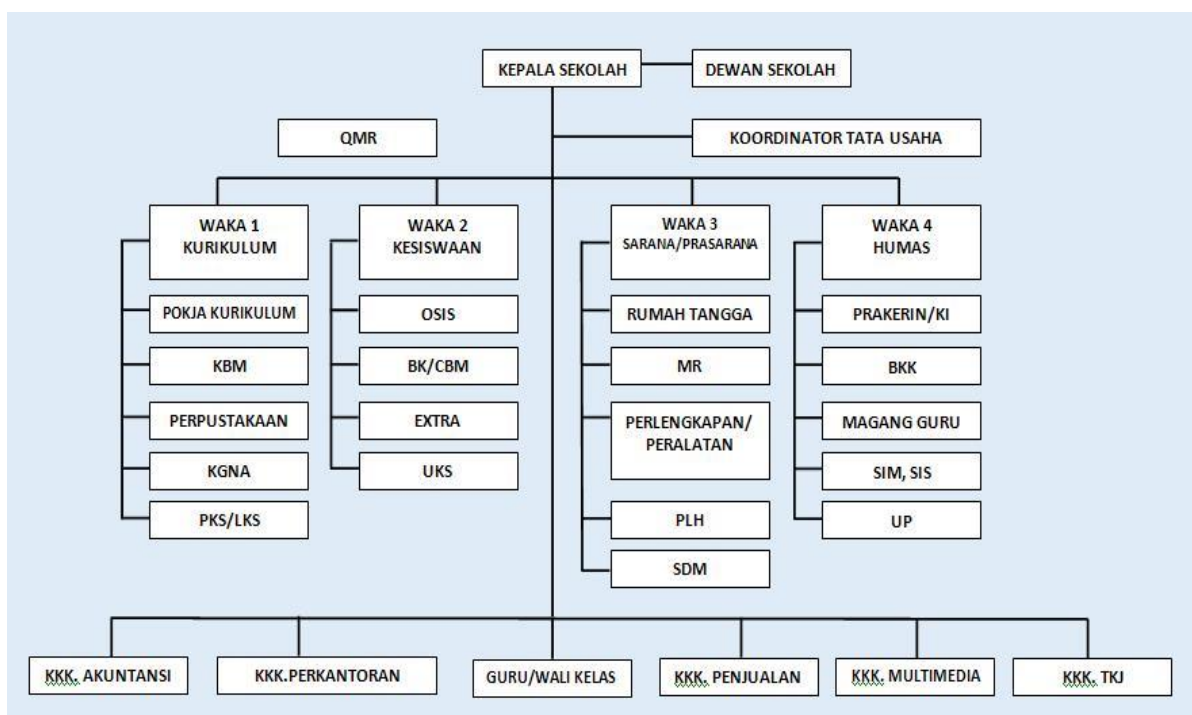 KEPALA SEKOLAH
DEWAN SEKOLAH
QMR
KOORDINATOR TATA USAHA
WAKA 1
KURIKULUM
POKJA KURIKULUM
KBM
PERPUSTAKAAN
KGNA
PKS/LKS
WAKA 2
KESISWAAN
OSIS
BK/CBM
EXTRA
UKS
WAKA 3
SARANA/PRASARANA
RUMAH TANGGA
MR
PERLENGKAPAN/
PERALATAN
PLH
SDM
WAKA 4
HUMAS
PRAKERIN/KI
BKK
MAGANG GURU
SIM, SIS
UP
KKK. AKUNTANSI
KKK.PERKANTORAN
GURU/WALI KELAS
KKK. PENJUALAN
KKK. MULTIMEDIA
KKK. TKJ